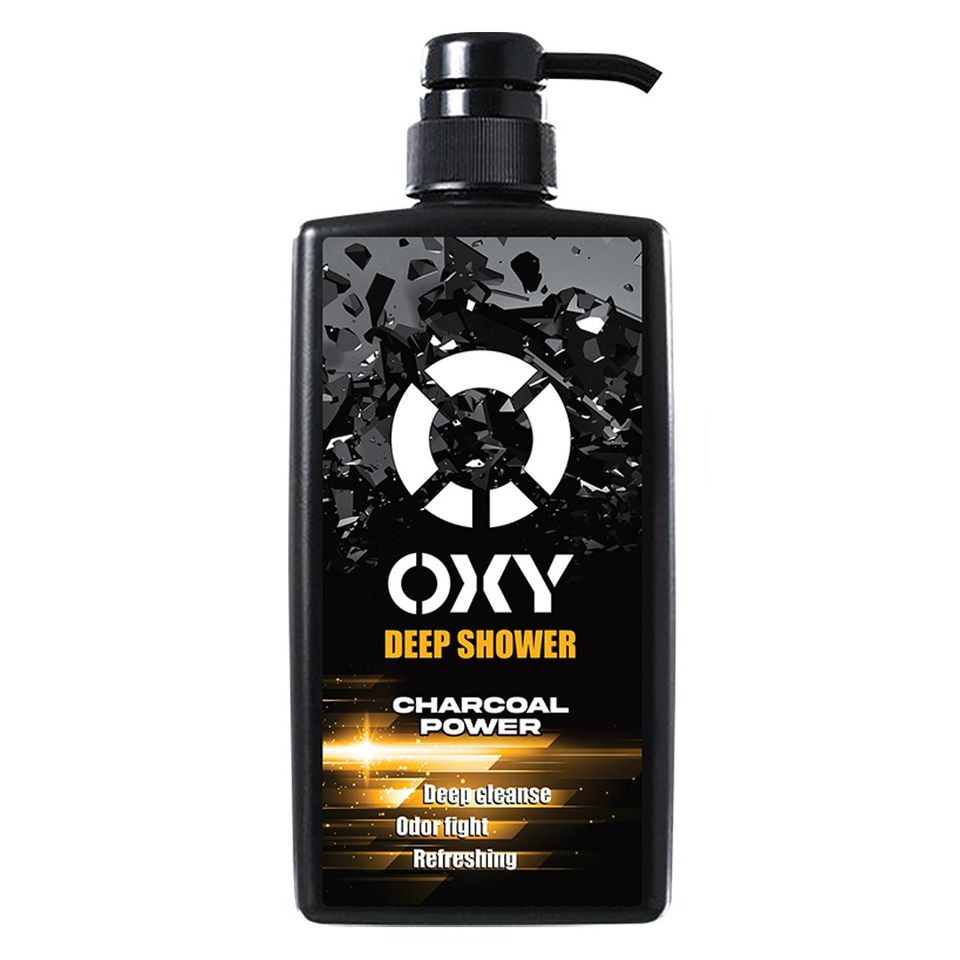 OXY
DEEP SHOWER
CHARCOAL
POWER
Deep cleanse
Odor fight
Refreshing